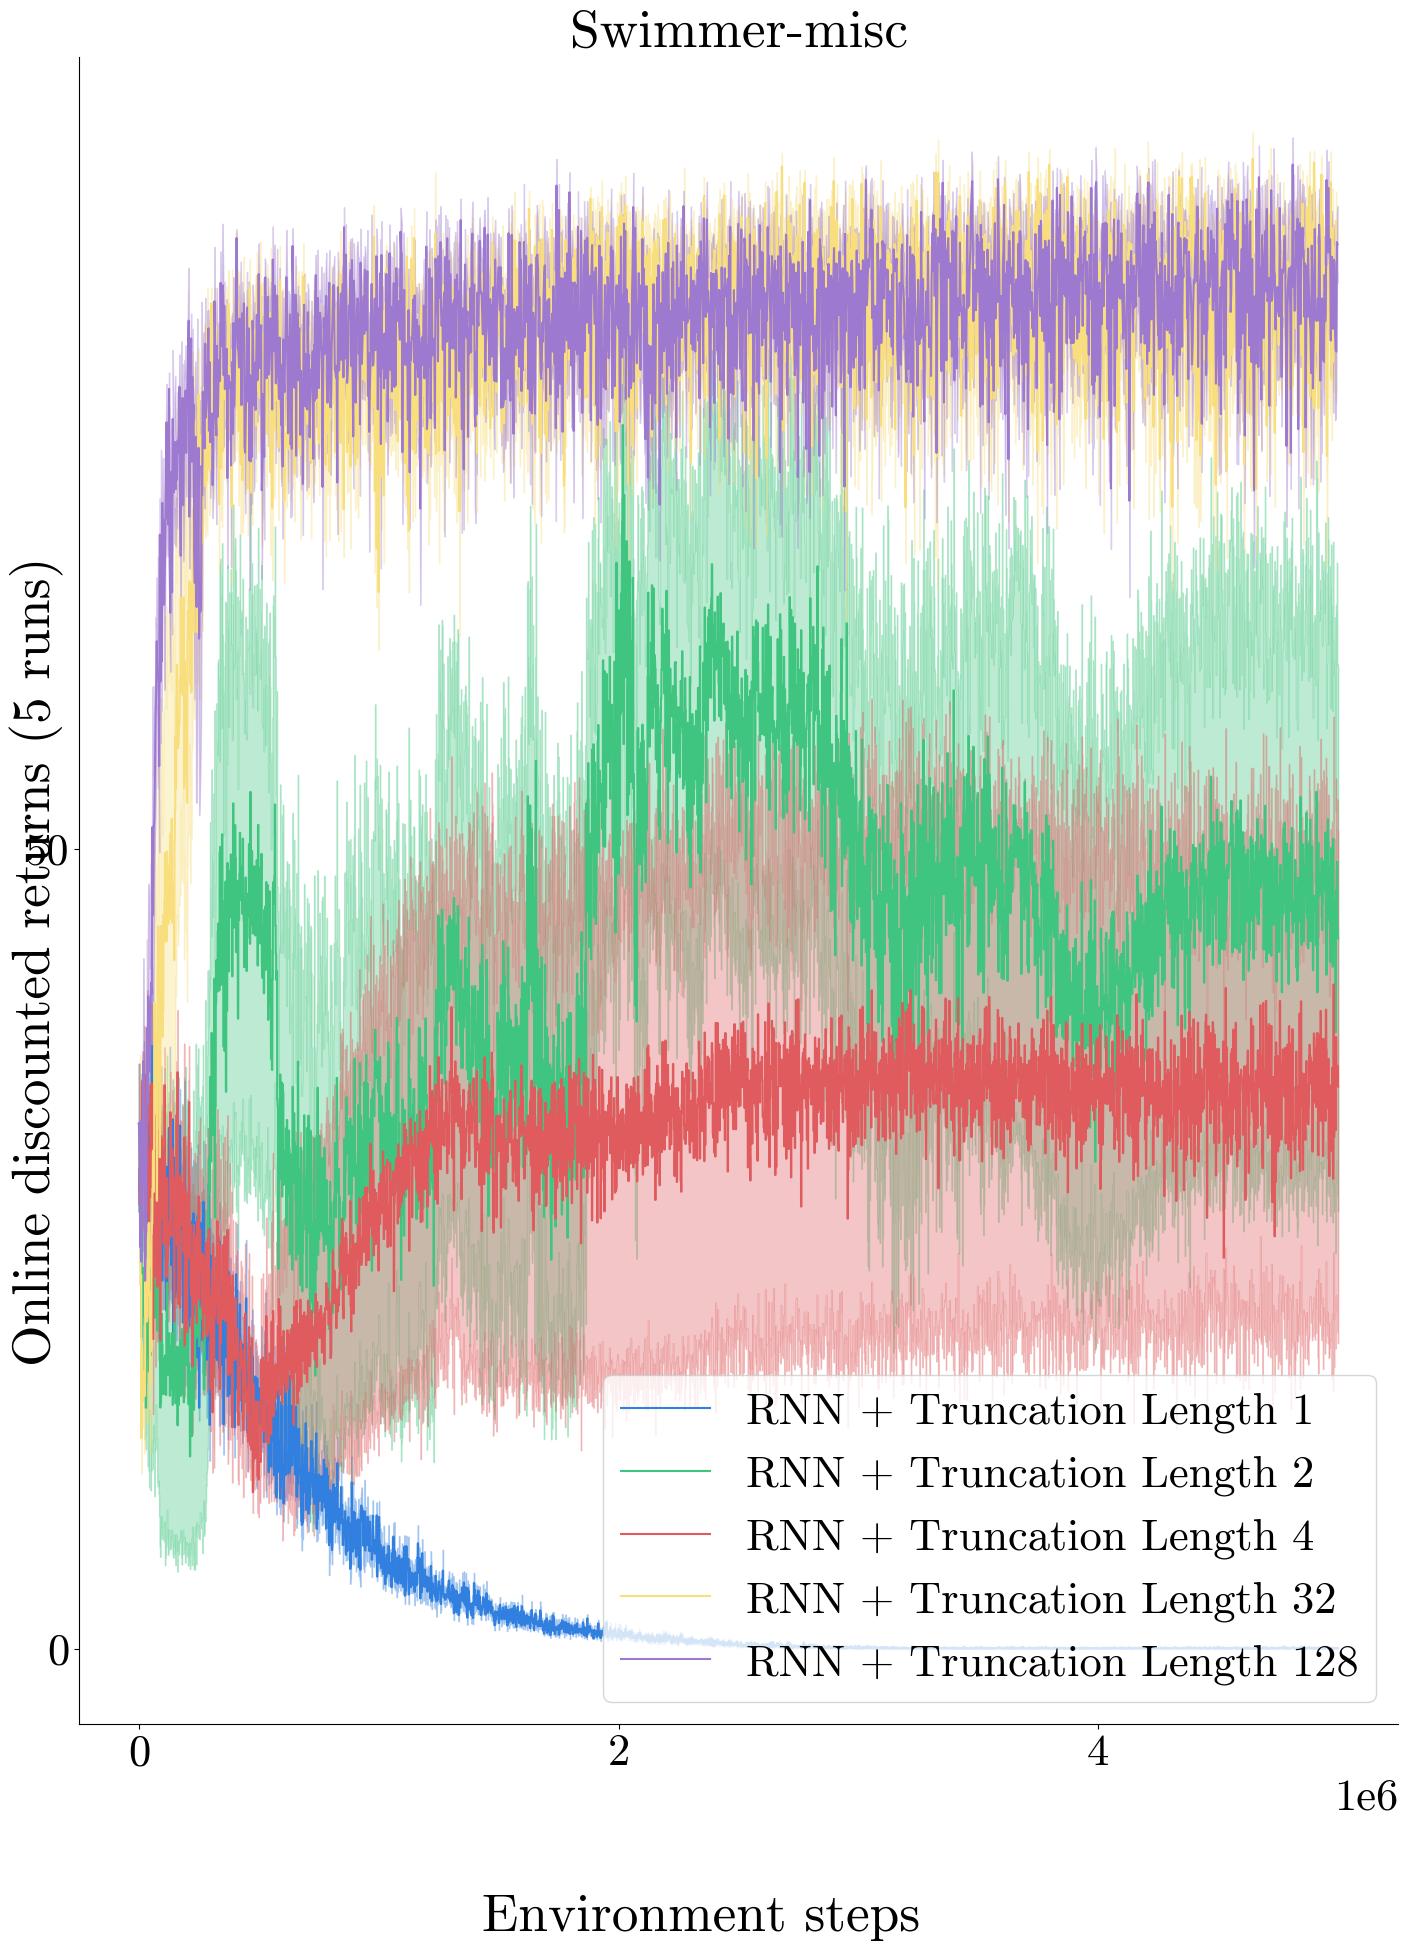 Swimmer-misc
Online discounted returns (5 runs)
50
0
RNN + Truncation Length 1
RNN + Truncation Length 2
RNN + Truncation Length 4
RNN + Truncation Length 32
RNN + Truncation Length 128
0 2 4
1e6
Environment steps